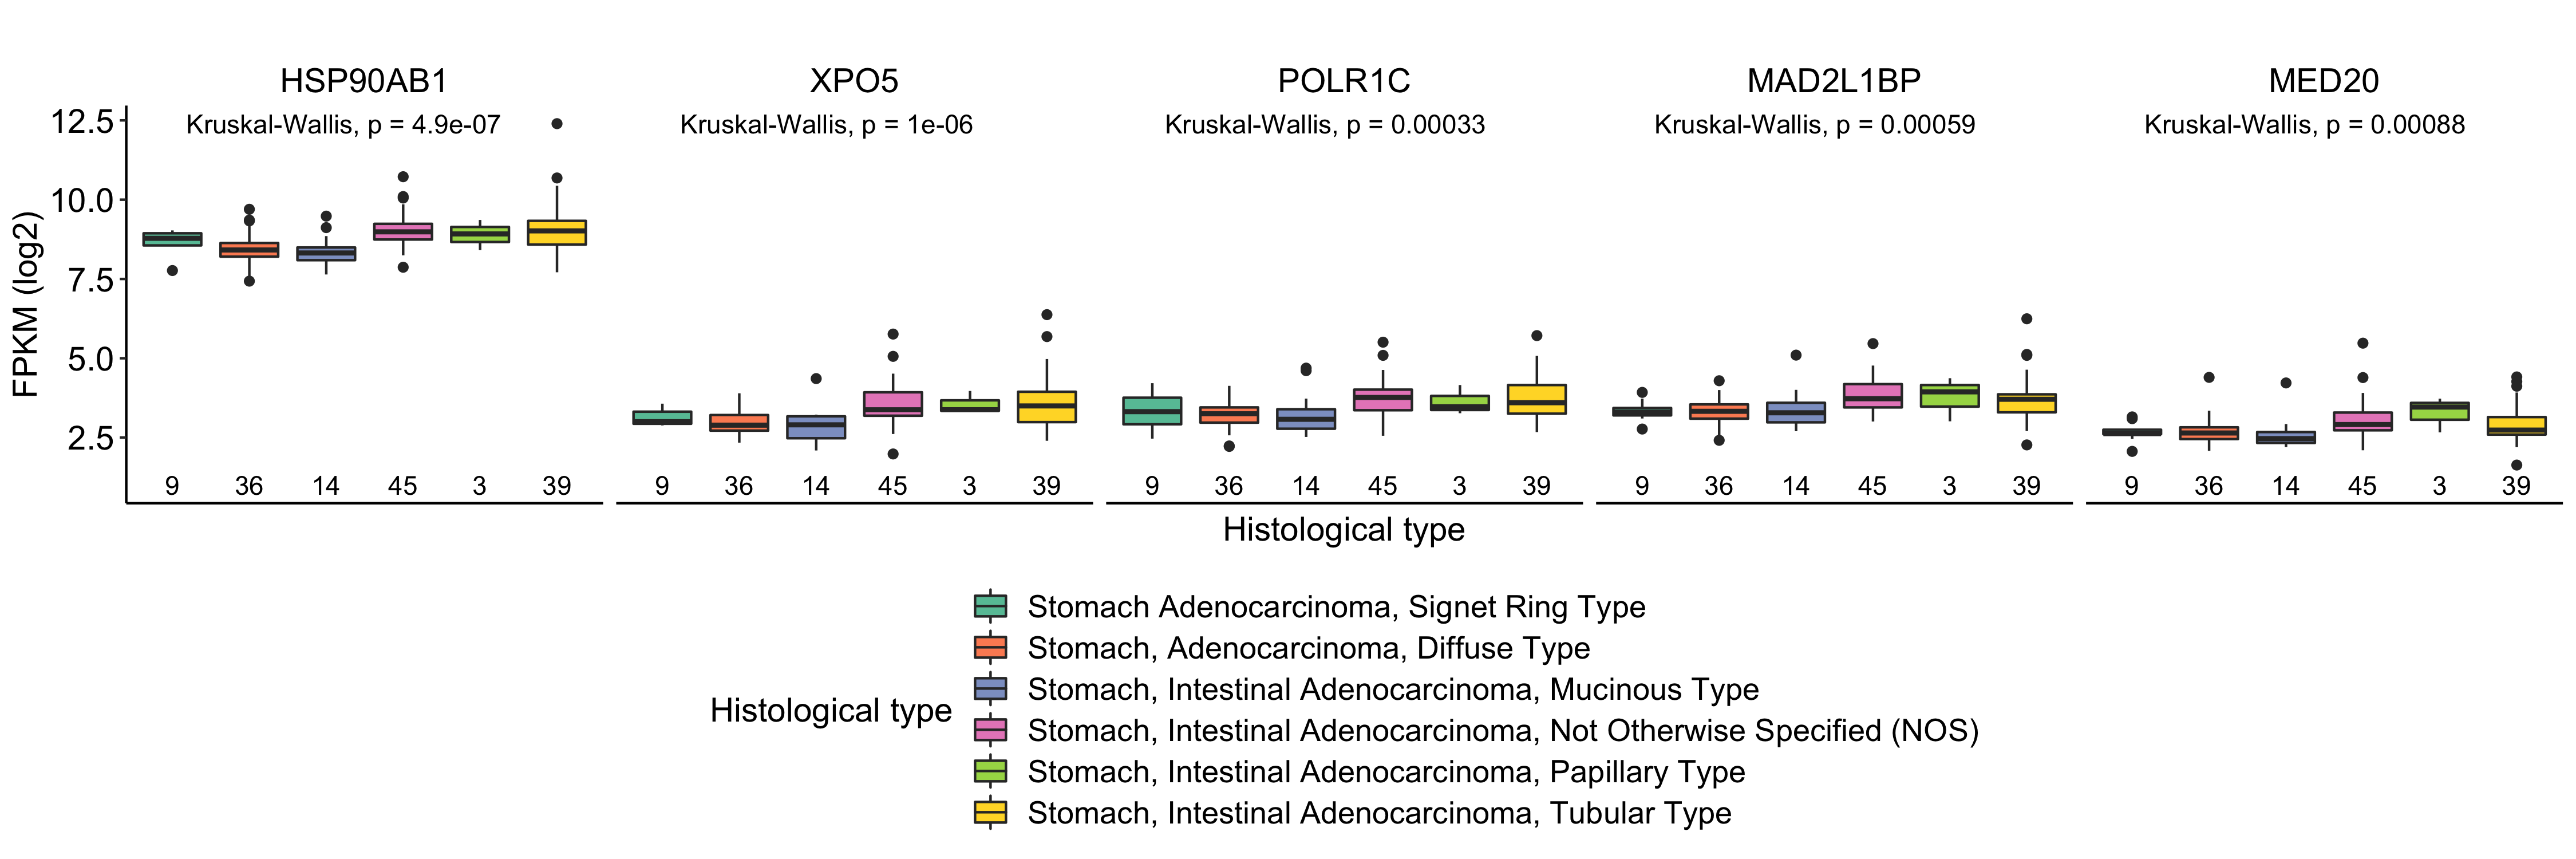 HSP90AB1 XPO5 POLR1C MAD2L1BP MED20
Kruskal-Wallis, p = 4.9e-07 Kruskal-Wallis, p = 1e-06 Kruskal-Wallis, p = 0.00033 Kruskal-Wallis, p = 0.00059 Kruskal-Wallis, p = 0.00088
12.5
10.0
7.5
5.0
2.5
FPKM (log2)
9 36 14 45 3 39 9 36 14 45 3 39 9 36 14 45 3 39 9 36 14 45 3 39 9 36 14 45 3 39
Histological type
Histological type
Stomach Adenocarcinoma, Signet Ring Type
Stomach, Adenocarcinoma, Diffuse Type
Stomach, Intestinal Adenocarcinoma, Mucinous Type
Stomach, Intestinal Adenocarcinoma, Not Otherwise Specified (NOS)
Stomach, Intestinal Adenocarcinoma, Papillary Type
Stomach, Intestinal Adenocarcinoma, Tubular Type